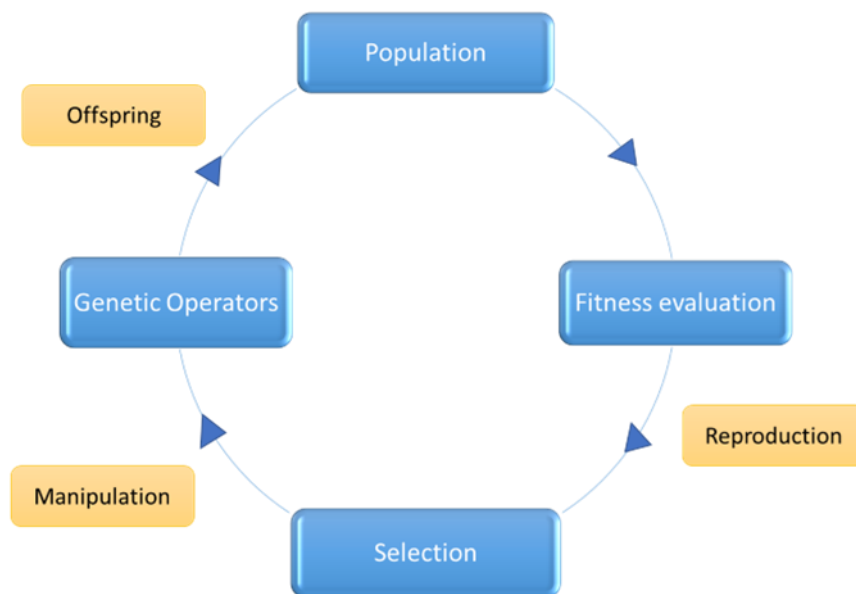 Population
Offspring
Genetic Operators
Fitness evaluation
Reproduction
Manipulation
Selection